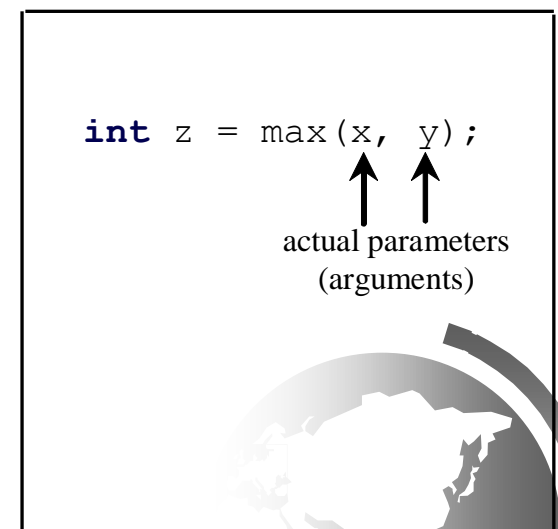 int z = max(x, y);
actual parameters
(arguments)